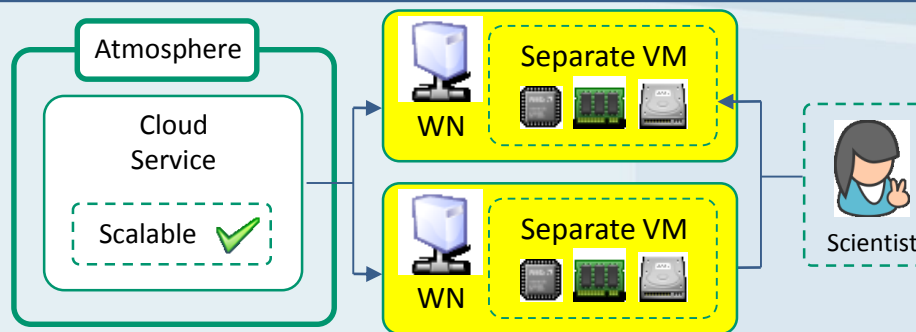 Atmosphere
Cloud
Service
Scalable
WN
Separate VM
WN
Separate VM
Scientist